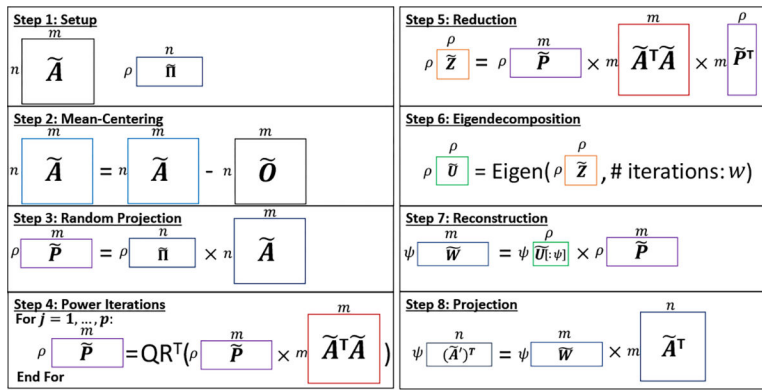 Step 1: Setup
m
n Ã
n
ρ Π̃
Step 2: Mean-Centering
m m m
n Ã = n Ã - n Õ
Step 3: Random Projection
m n m
ρ P̃ = ρ Π̃ × n Ã
Step 4: Power Iterations
For j = 1, ..., p:
m m m
ρ P̃ =QRᵀ(ρ P̃ × m ÃᵀÃ )
End For
Step 5: Reduction
ρ m m ρ
ρ Z̃ = ρ P̃ × m ÃᵀÃ × m P̃ᵀ
Step 6: Eigendecomposition
ρ ρ
ρ Ũ = Eigen(ρ Z̃ , # iterations: w)
Step 7: Reconstruction
m ρ m
ψ W̃ = ψ Ũ[:ψ] × ρ P̃
Step 8: Projection
n m n
ψ (Ã′)ᵀ = ψ W̃ × m Ãᵀ